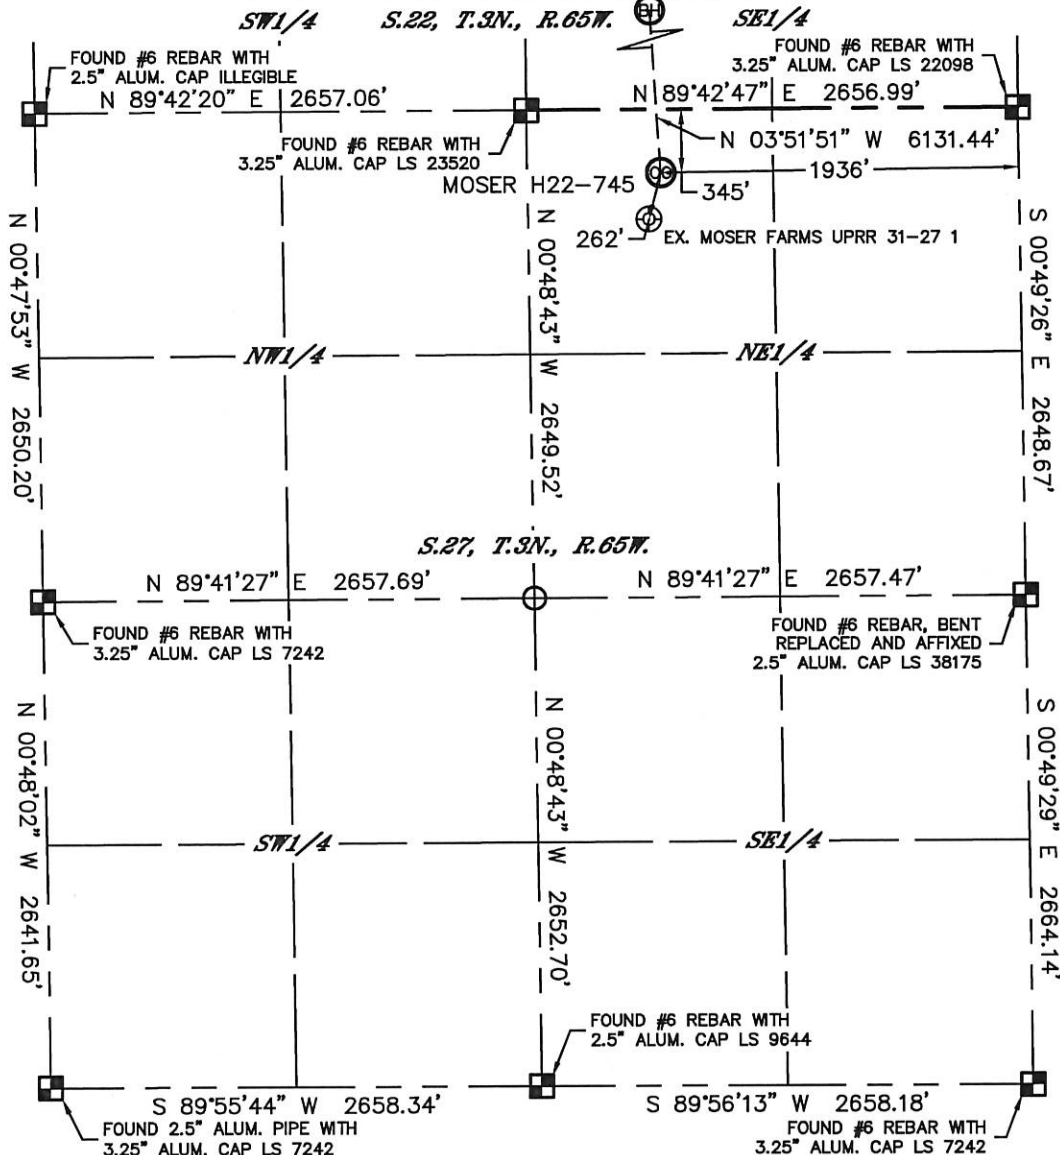 SW1/4 S.22, T.3N., R.65W. BH SE1/4
FOUND #6 REBAR WITH
2.5" ALUM. CAP ILLEGIBLE
FOUND #6 REBAR WITH
3.25" ALUM. CAP LS 22098
N 89°42'20" E 2657.06'
N 89°42'47" E 2656.99'
FOUND #6 REBAR WITH
3.25" ALUM. CAP LS 23520
N 03°51'51" W 6131.44'
MOSER H22-745
OG
1936'
345'
262'
EX. MOSER FARMS UPRR 31-27 1
N 00°47'53" W 2650.20'
N 00°48'43" W 2649.52'
S 00°49'26" E 2648.67'
NW1/4
NE1/4
S.27, T.3N., R.65W.
N 89°41'27" E 2657.69'
N 89°41'27" E 2657.47'
FOUND #6 REBAR WITH
3.25" ALUM. CAP LS 7242
FOUND #6 REBAR, BENT
REPLACED AND AFFIXED
2.5" ALUM. CAP LS 38175
N 00°48'02" W 2641.65'
N 00°48'43" W 2652.70'
S 00°49'29" E 2664.14'
SW1/4
SE1/4
FOUND #6 REBAR WITH
2.5" ALUM. CAP LS 9644
S 89°55'44" W 2658.34'
S 89°56'13" W 2658.18'
FOUND 2.5" ALUM. PIPE WITH
3.25" ALUM. CAP LS 7242
FOUND #6 REBAR WITH
3.25" ALUM. CAP LS 7242